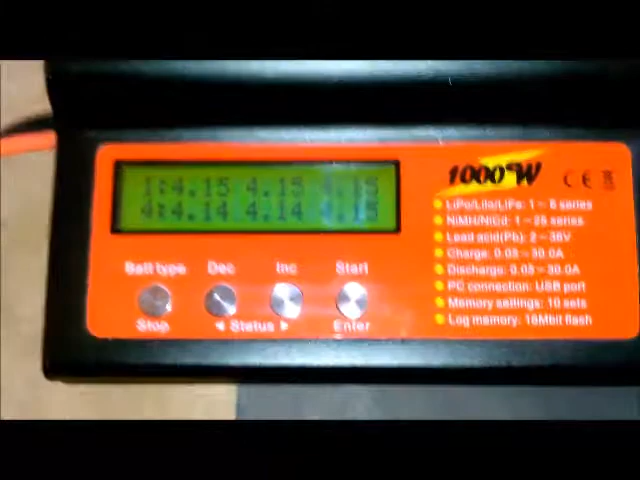 1:4.15 4.15 4.15
4:4.14 4.14 4.15
1000W
LiPo/LiIo/LiFe: 1 ~ 8 series
NiMH/NiCd: 1 ~ 25 series
Lead acid(Pb): 2 ~ 36V
Charge: 0.05 ~ 30.0A
Discharge: 0.05 ~ 30.0A
PC connection: USB port
Memory settings: 10 sets
Log memory: 16Mbit flash
Batt type Dec Inc Start
Stop ◄ Status ► Enter
CE